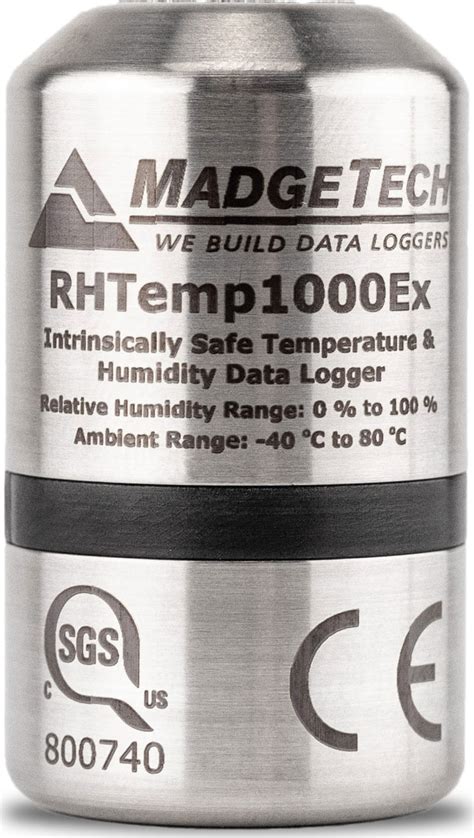 MADGETECH
WE BUILD DATA LOGGERS
RHTemp1000Ex
Intrinsically Safe Temperature &
Humidity Data Logger
Relative Humidity Range: 0 % to 100 %
Ambient Range: -40 °C to 80 °C
SGS
C US
800740
CE